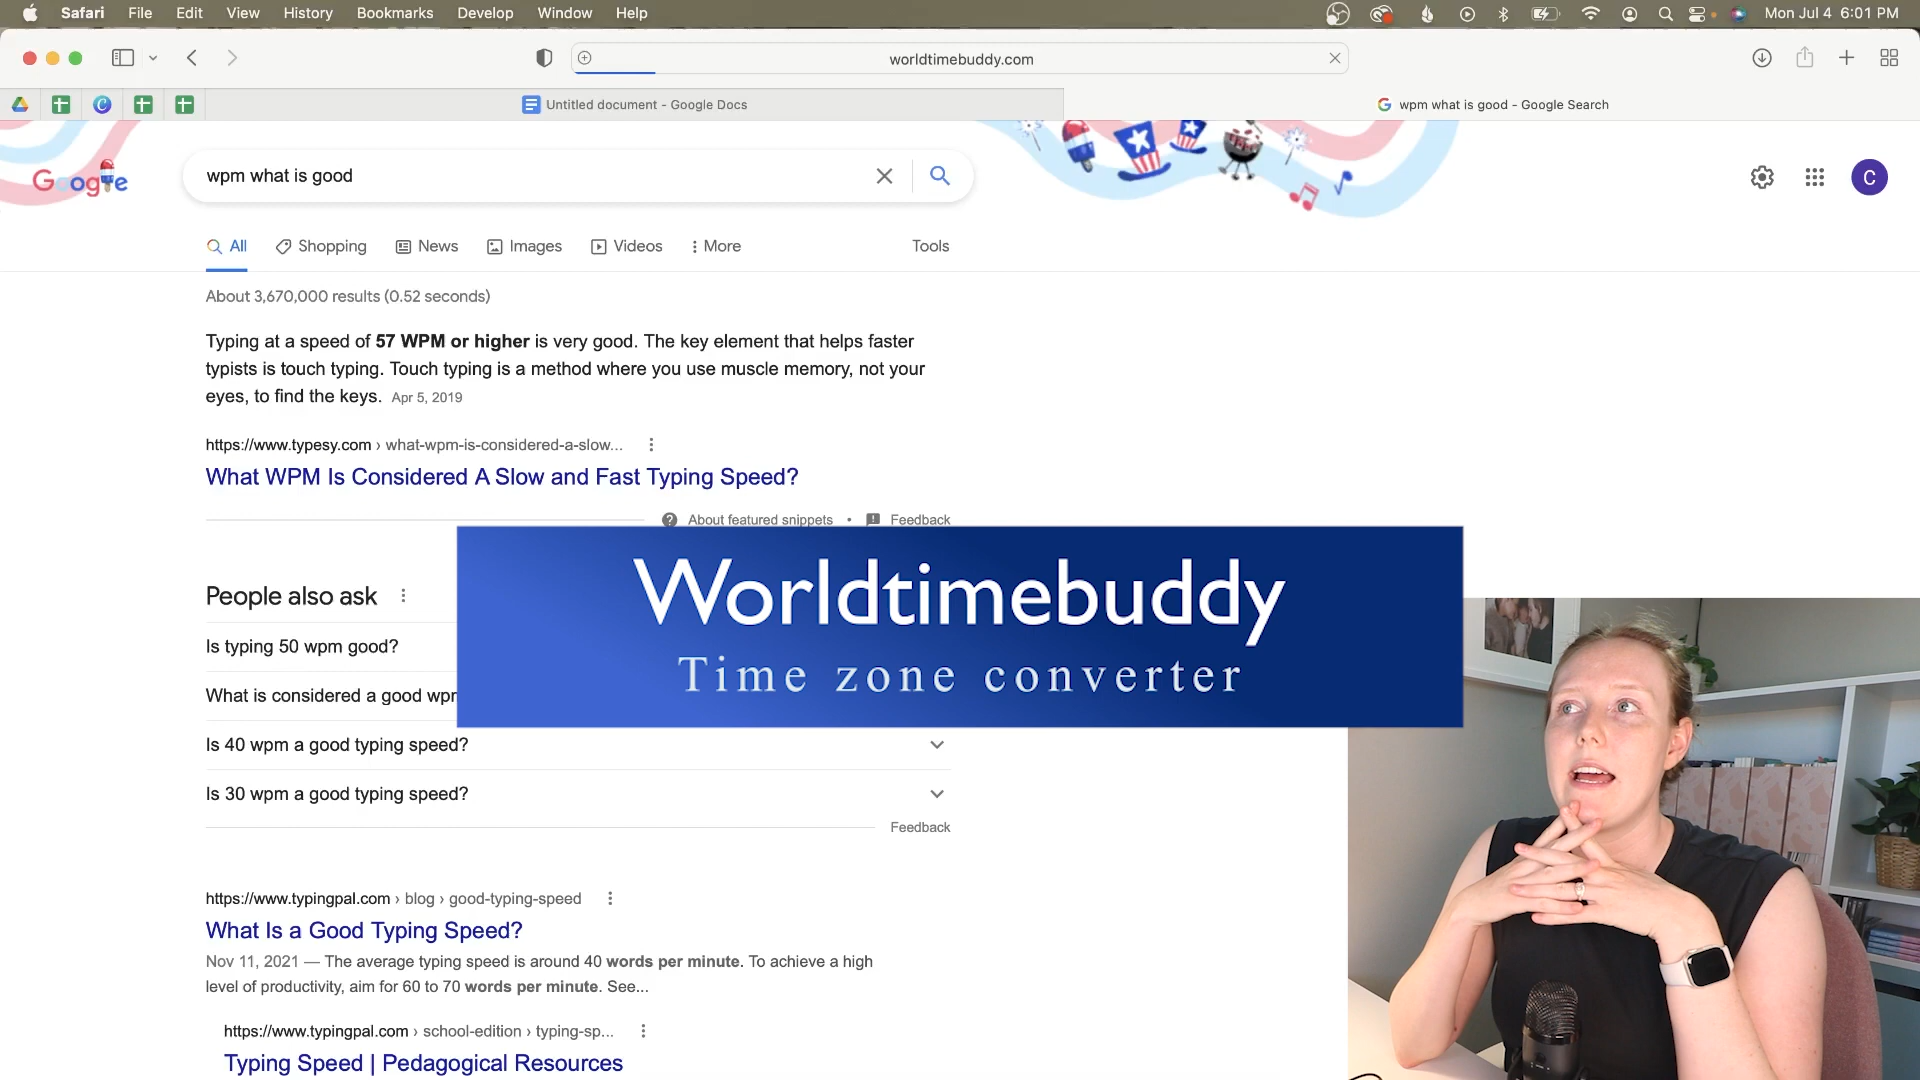 Safari File Edit View History Bookmarks Develop Window Help Mon Jul 4 6:01 PM
worldtimebuddy.com
Untitled document - Google Docs
wpm what is good - Google Search
Google
wpm what is good
C
All Shopping News Images Videos More Tools
About 3,670,000 results (0.52 seconds)
Typing at a speed of 57 WPM or higher is very good. The key element that helps faster
typists is touch typing. Touch typing is a method where you use muscle memory, not your
eyes, to find the keys. Apr 5, 2019
https://www.typesy.com › what-wpm-is-considered-a-slow...
What WPM Is Considered A Slow and Fast Typing Speed?
About featured snippets • Feedback
Worldtimebuddy
Time zone converter
People also ask
Is typing 50 wpm good?
What is considered a good
Is 40 wpm a good typing speed?
Is 30 wpm a good typing speed?
Feedback
https://www.typingpal.com › blog › good-typing-speed
What Is a Good Typing Speed?
Nov 11, 2021 — The average typing speed is around 40 words per minute. To achieve a high
level of productivity, aim for 60 to 70 words per minute. See...
https://www.typingpal.com › school-edition › typing-sp...
Typing Speed | Pedagogical Resources